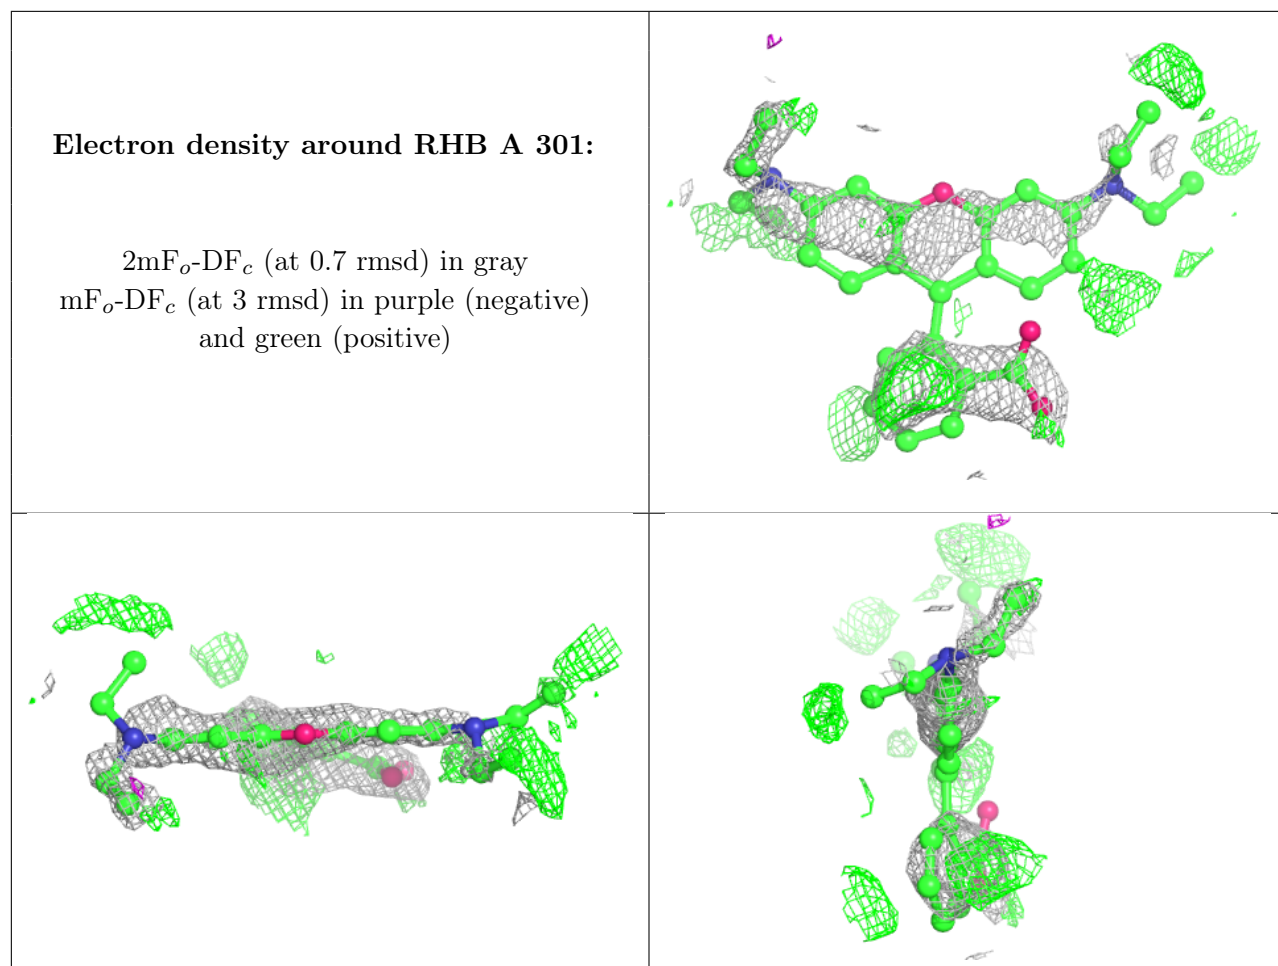 Electron density around RHB A 301:
2mFo-DFc (at 0.7 rmsd) in gray
mFo-DFc (at 3 rmsd) in purple (negative)
and green (positive)